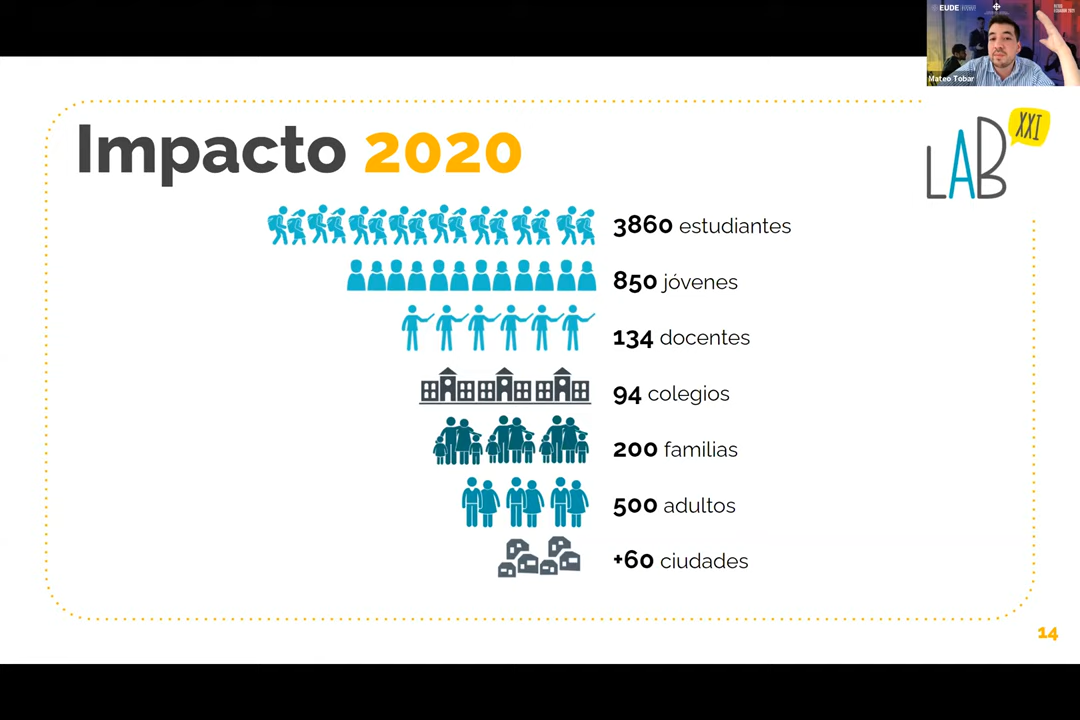 EUDE
Mateo Tobar
Impacto 2020
LAB XXI
3860 estudiantes
850 jóvenes
134 docentes
94 colegios
200 familias
500 adultos
+60 ciudades
14